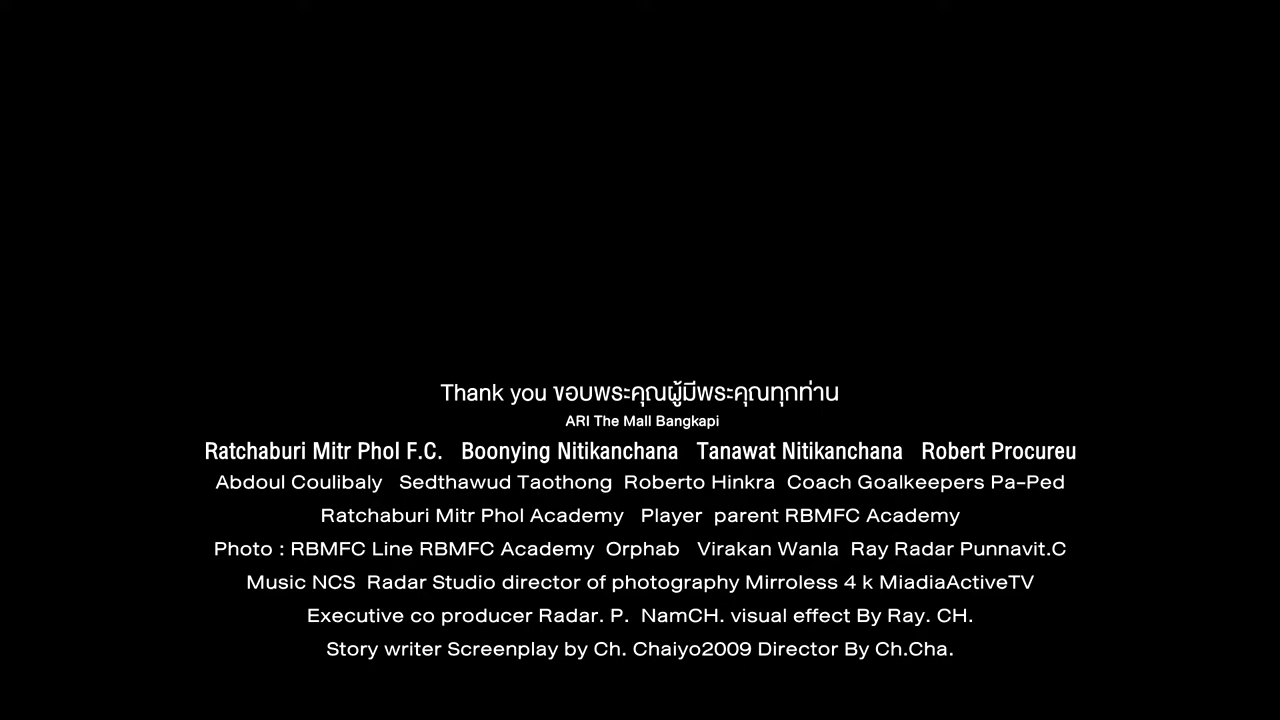 Thank you ขอบพระคุณผู้มีพระคุณทุกท่าน
ARI The Mall Bangkapi
Ratchaburi Mitr Phol F.C. Boonying Nitikanchana Tanawat Nitikanchana Robert Procureu
Abdoul Coulibaly Sedthawud Taothong Roberto Hinkra Coach Goalkeepers Pa-Ped
Ratchaburi Mitr Phol Academy Player parent RBMFC Academy
Photo : RBMFC Line RBMFC Academy Orphab Virakan Wanla Ray Radar Punnavit.C
Music NCS Radar Studio director of photography Mirroless 4 k MiadiaActiveTV
Executive co producer Radar. P. NamCH. visual effect By Ray. CH.
Story writer Screenplay by Ch. Chaiyo2009 Director By Ch.Cha.